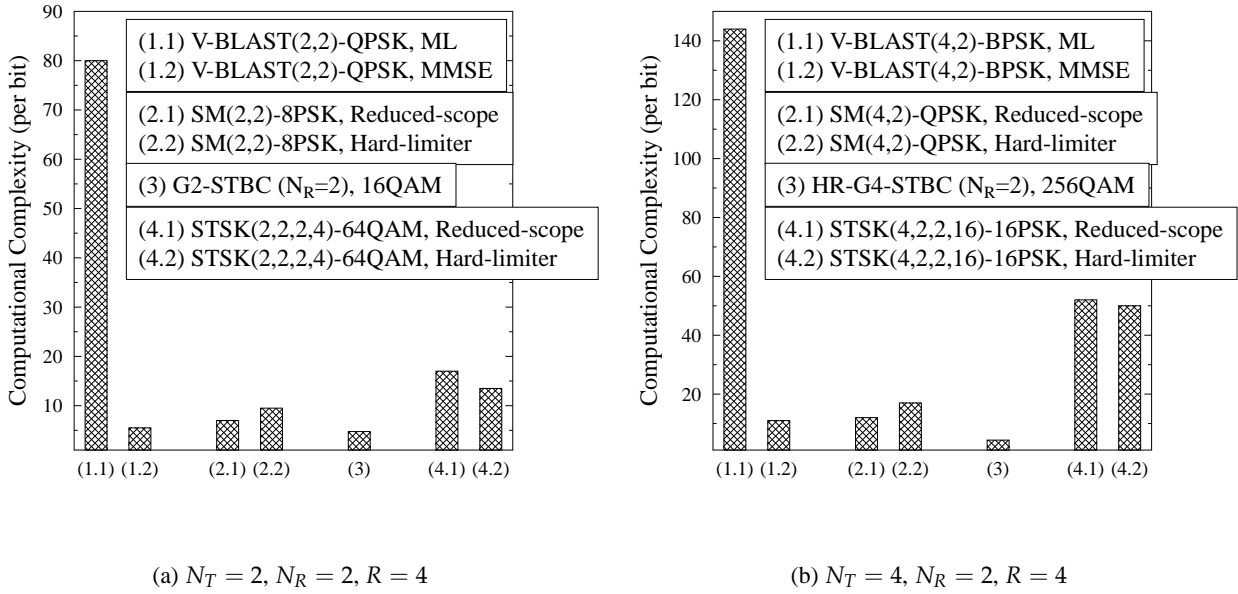 Computational Complexity (per bit)
90
80
70
60
50
40
30
20
10
(1.1) V-BLAST(2,2)-QPSK, ML
(1.2) V-BLAST(2,2)-QPSK, MMSE
(2.1) SM(2,2)-8PSK, Reduced-scope
(2.2) SM(2,2)-8PSK, Hard-limiter
(3) G2-STBC (N_R=2), 16QAM
(4.1) STSK(2,2,2,4)-64QAM, Reduced-scope
(4.2) STSK(2,2,2,4)-64QAM, Hard-limiter
(1.1) (1.2) (2.1) (2.2) (3) (4.1) (4.2)
(a) N_T = 2, N_R = 2, R = 4
Computational Complexity (per bit)
140
120
100
80
60
40
20
(1.1) V-BLAST(4,2)-BPSK, ML
(1.2) V-BLAST(4,2)-BPSK, MMSE
(2.1) SM(4,2)-QPSK, Reduced-scope
(2.2) SM(4,2)-QPSK, Hard-limiter
(3) HR-G4-STBC (N_R=2), 256QAM
(4.1) STSK(4,2,2,16)-16PSK, Reduced-scope
(4.2) STSK(4,2,2,16)-16PSK, Hard-limiter
(1.1) (1.2) (2.1) (2.2) (3) (4.1) (4.2)
(b) N_T = 4, N_R = 2, R = 4